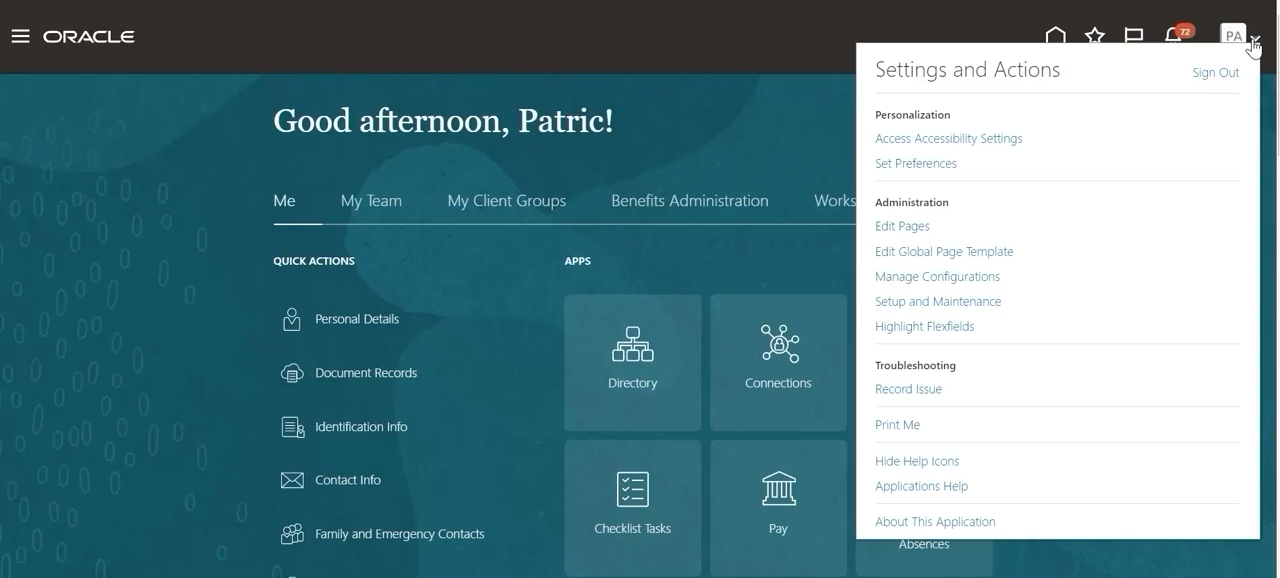 ORACLE
72
PA
Settings and Actions
Sign Out
Good afternoon, Patric!
Personalization
Access Accessibility Settings
Set Preferences
Me
My Team
My Client Groups
Benefits Administration
Works
Administration
Edit Pages
Edit Global Page Template
Manage Configurations
Setup and Maintenance
Highlight Flexfields
QUICK ACTIONS
APPS
Personal Details
Document Records
Identification Info
Contact Info
Family and Emergency Contacts
Directory
Connections
Checklist Tasks
Pay
Absences
Troubleshooting
Record Issue
Print Me
Hide Help Icons
Applications Help
About This Application